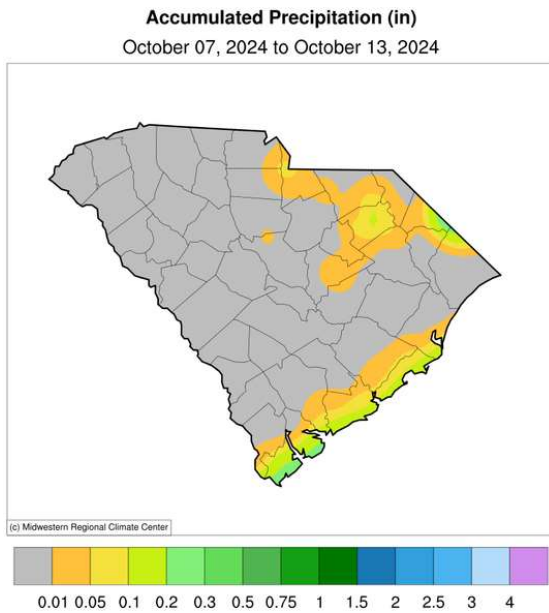 Accumulated Precipitation (in)
October 07, 2024 to October 13, 2024
(c) Midwestern Regional Climate Center
0.01 0.05 0.1 0.2 0.3 0.5 0.75 1 1.5 2 2.5 3 4